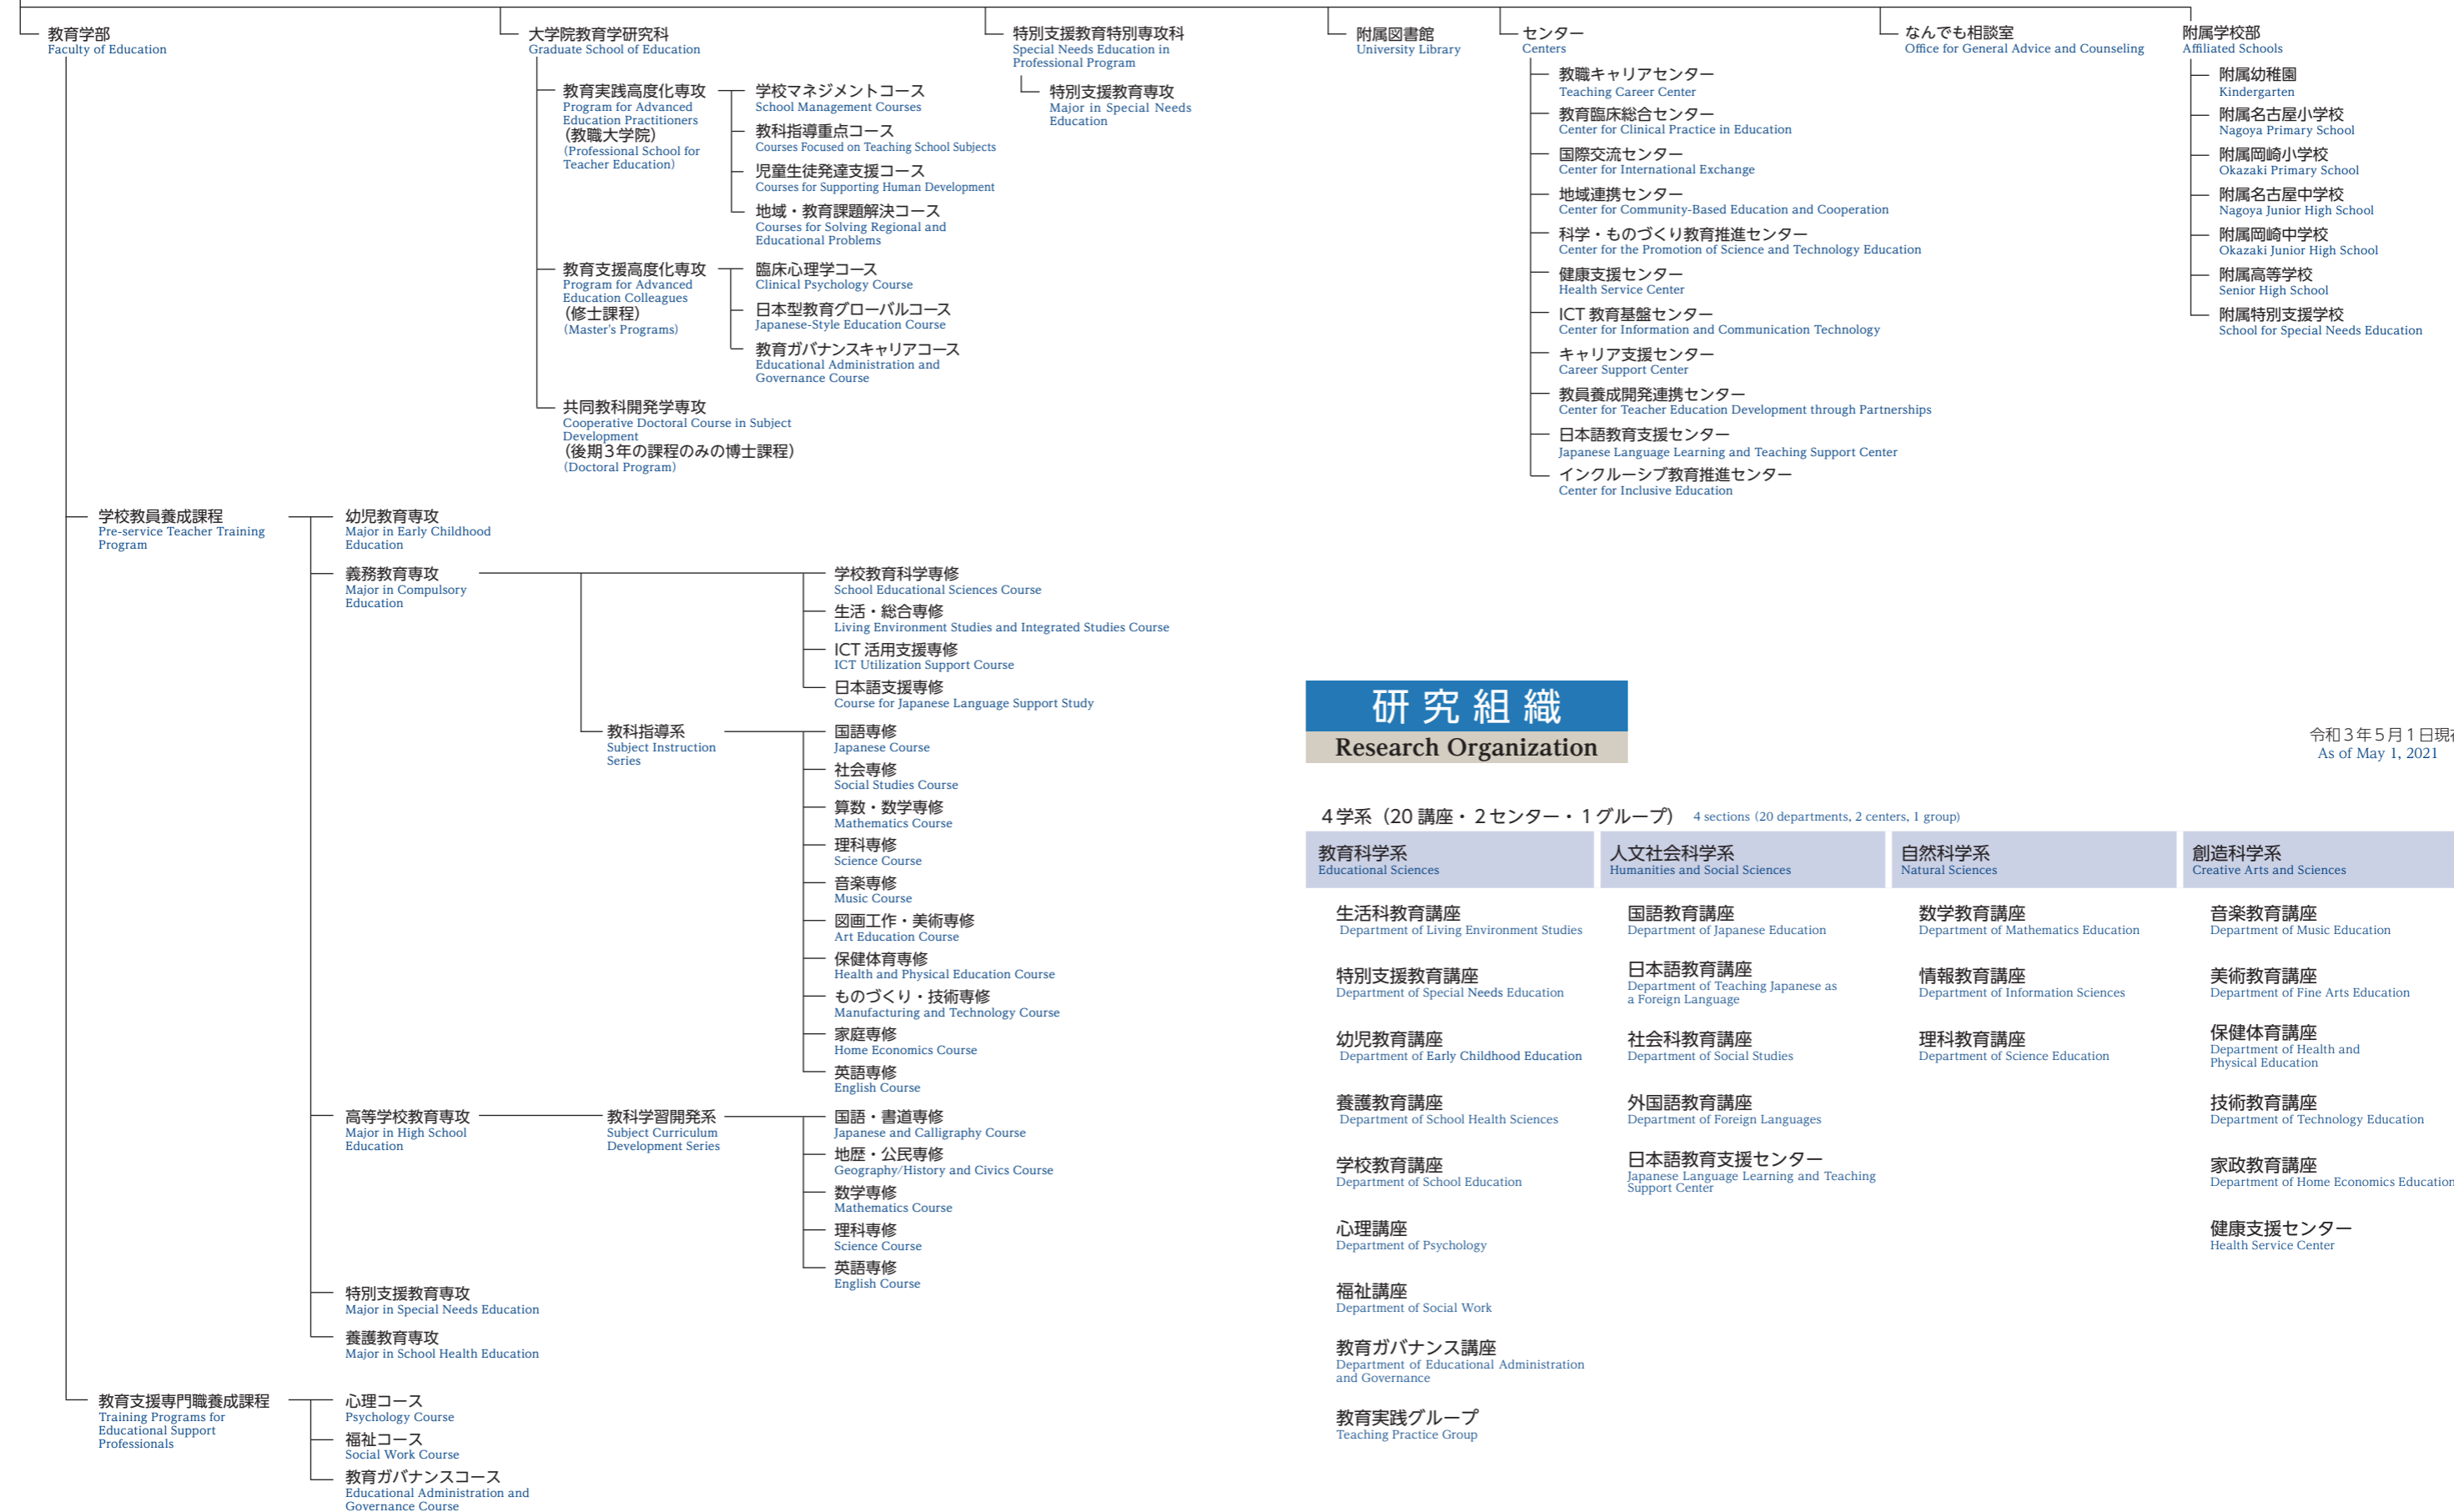 教育学部
Faculty of Education
大学院教育学研究科
Graduate School of Education
教育実践高度化専攻
Program for Advanced
Education Practitioners
（教職大学院）
(Professional School for
Teacher Education)
学校マネジメントコース
School Management Courses
教科指導重点コース
Courses Focused on Teaching School Subjects
児童生徒発達支援コース
Courses for Supporting Human Development
地域・教育課題解決コース
Courses for Solving Regional and
Educational Problems
教育支援高度化専攻
Program for Advanced
Education Colleagues
（修士課程）
(Master's Programs)
臨床心理学コース
Clinical Psychology Course
日本型教育グローバルコース
Japanese-Style Education Course
教育ガバナンスキャリアコース
Educational Administration and
Governance Course
共同教科開発学専攻
Cooperative Doctoral Course in Subject
Development
（後期3年の課程のみの博士課程）
(Doctoral Program)
特別支援教育特別専攻科
Special Needs Education in
Professional Program
特別支援教育専攻
Major in Special Needs
Education
附属図書館
University Library
センター
Centers
教職キャリアセンター
Teaching Career Center
教育臨床総合センター
Center for Clinical Practice in Education
国際交流センター
Center for International Exchange
地域連携センター
Center for Community-Based Education and Cooperation
科学・ものづくり教育推進センター
Center for the Promotion of Science and Technology Education
健康支援センター
Health Service Center
ICT 教育基盤センター
Center for Information and Communication Technology
キャリア支援センター
Career Support Center
教員養成開発連携センター
Center for Teacher Education Development through Partnerships
日本語教育支援センター
Japanese Language Learning and Teaching Support Center
インクルーシブ教育推進センター
Center for Inclusive Education
なんでも相談室
Office for General Advice and Counseling
附属学校部
Affiliated Schools
附属幼稚園
Kindergarten
附属名古屋小学校
Nagoya Primary School
附属岡崎小学校
Okazaki Primary School
附属名古屋中学校
Nagoya Junior High School
附属岡崎中学校
Okazaki Junior High School
附属高等学校
Senior High School
附属特別支援学校
School for Special Needs Education
学校教員養成課程
Pre-service Teacher Training
Program
幼児教育専攻
Major in Early Childhood
Education
義務教育専攻
Major in Compulsory
Education
学校教育科学専修
School Educational Sciences Course
生活・総合専修
Living Environment Studies and Integrated Studies Course
ICT 活用支援専修
ICT Utilization Support Course
日本語支援専修
Course for Japanese Language Support Study
教科指導系
Subject Instruction
Series
国語専修
Japanese Course
社会専修
Social Studies Course
算数・数学専修
Mathematics Course
理科専修
Science Course
音楽専修
Music Course
図画工作・美術専修
Art Education Course
保健体育専修
Health and Physical Education Course
ものづくり・技術専修
Manufacturing and Technology Course
家庭専修
Home Economics Course
英語専修
English Course
高等学校教育専攻
Major in High School
Education
教科学習開発系
Subject Curriculum
Development Series
国語・書道専修
Japanese and Calligraphy Course
地歴・公民専修
Geography/History and Civics Course
数学専修
Mathematics Course
理科専修
Science Course
英語専修
English Course
特別支援教育専攻
Major in Special Needs Education
養護教育専攻
Major in School Health Education
教育支援専門職養成課程
Training Programs for
Educational Support
Professionals
心理コース
Psychology Course
福祉コース
Social Work Course
教育ガバナンスコース
Educational Administration and
Governance Course
研究組織
Research Organization
令和3年5月1日現在
As of May 1, 2021
4学系（20 講座・2センター・1グループ） 4 sections (20 departments, 2 centers, 1 group)
教育科学系
Educational Sciences
生活科教育講座
Department of Living Environment Studies
特別支援教育講座
Department of Special Needs Education
幼児教育講座
Department of Early Childhood Education
養護教育講座
Department of School Health Sciences
学校教育講座
Department of School Education
心理講座
Department of Psychology
福祉講座
Department of Social Work
教育ガバナンス講座
Department of Educational Administration
and Governance
教育実践グループ
Teaching Practice Group
人文社会科学系
Humanities and Social Sciences
国語教育講座
Department of Japanese Education
日本語教育講座
Department of Teaching Japanese as
a Foreign Language
社会科教育講座
Department of Social Studies
外国語教育講座
Department of Foreign Languages
日本語教育支援センター
Japanese Language Learning and Teaching
Support Center
自然科学系
Natural Sciences
数学教育講座
Department of Mathematics Education
情報教育講座
Department of Information Sciences
理科教育講座
Department of Science Education
創造科学系
Creative Arts and Sciences
音楽教育講座
Department of Music Education
美術教育講座
Department of Fine Arts Education
保健体育講座
Department of Health and
Physical Education
技術教育講座
Department of Technology Education
家政教育講座
Department of Home Economics Education
健康支援センター
Health Service Center